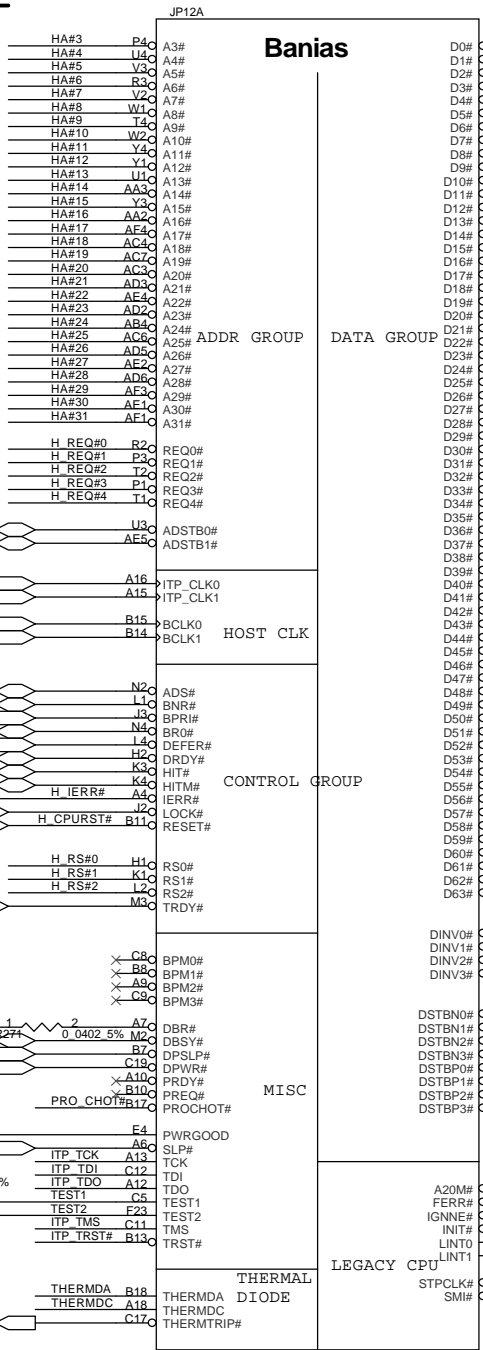 JP12A
Banias
HA#3 P4 A3#
HA#4 U4 A4#
HA#5 V3 A5#
HA#6 R3 A6#
HA#7 V2 A7#
HA#8 W1 A8#
HA#9 T4 A9#
HA#10 W2 A10#
HA#11 Y4 A11#
HA#12 Y1 A12#
HA#13 U1 A13#
HA#14 AA3 A14#
HA#15 Y3 A15#
HA#16 AA2 A16#
HA#17 AF4 A17#
HA#18 AC4 A18#
HA#19 AC7 A19#
HA#20 AC3 A20#
HA#21 AD3 A21#
HA#22 AE4 A22#
HA#23 AD2 A23#
HA#24 AB4 A24#
HA#25 AC6 A25#
HA#26 AD5 A26#
HA#27 AE2 A27#
HA#28 AD6 A28#
HA#29 AF3 A29#
HA#30 AE1 A30#
HA#31 AF1 A31#
ADDR GROUP
H_REQ#0 R2 REQ0#
H_REQ#1 P3 REQ1#
H_REQ#2 T2 REQ2#
H_REQ#3 P1 REQ3#
H_REQ#4 T1 REQ4#
U3 ADSTB0#
AE5 ADSTB1#
A16 ITP_CLK0
A15 ITP_CLK1
B15 BCLK0
B14 BCLK1
HOST CLK
N2 ADS#
L1 BNR#
J3 BPRI#
N4 BR0#
L4 DEFER#
H2 DRDY#
K3 HIT#
K4 HITM#
H_IERR# A4 IERR#
J2 LOCK#
H_CPURST# B11 RESET#
CONTROL GROUP
H_RS#0 H1 RS0#
H_RS#1 K1 RS1#
H_RS#2 L2 RS2#
M3 TRDY#
C8 BPM0#
B8 BPM1#
A9 BPM2#
C9 BPM3#
1 2 A7 DBR#
0_0402_5% M2 DBSY#
B7 DPSLP#
C19 DPWR#
A10 PRDY#
B10 PREQ#
PRO_CHOT# B17 PROCHOT#
MISC
E4 PWRGOOD
A6 SLP#
ITP_TCK A13 TCK
ITP_TDI C12 TDI
ITP_TDO A12 TDO
%
TEST1 C5 TEST1
TEST2 F23 TEST2
ITP_TMS C11 TMS
ITP_TRST# B13 TRST#
THERMAL
DIODE
THERMDA B18 THERMDA
THERMDC A18 THERMDC
C17 THERMTRIP#
D0#
D1#
D2#
D3#
D4#
D5#
D6#
D7#
D8#
D9#
D10#
D11#
D12#
D13#
D14#
D15#
D16#
D17#
D18#
D19#
D20#
D21#
DATA GROUP
D22#
D23#
D24#
D25#
D26#
D27#
D28#
D29#
D30#
D31#
D32#
D33#
D34#
D35#
D36#
D37#
D38#
D39#
D40#
D41#
D42#
D43#
D44#
D45#
D46#
D47#
D48#
D49#
D50#
D51#
D52#
D53#
D54#
D55#
D56#
D57#
D58#
D59#
D60#
D61#
D62#
D63#
DINV0#
DINV1#
DINV2#
DINV3#
DSTBN0#
DSTBN1#
DSTBN2#
DSTBN3#
DSTBP0#
DSTBP1#
DSTBP2#
DSTBP3#
A20M#
FERR#
IGNNE#
INIT#
LINT0
LINT1
LEGACY CPU
STPCLK#
SMI#